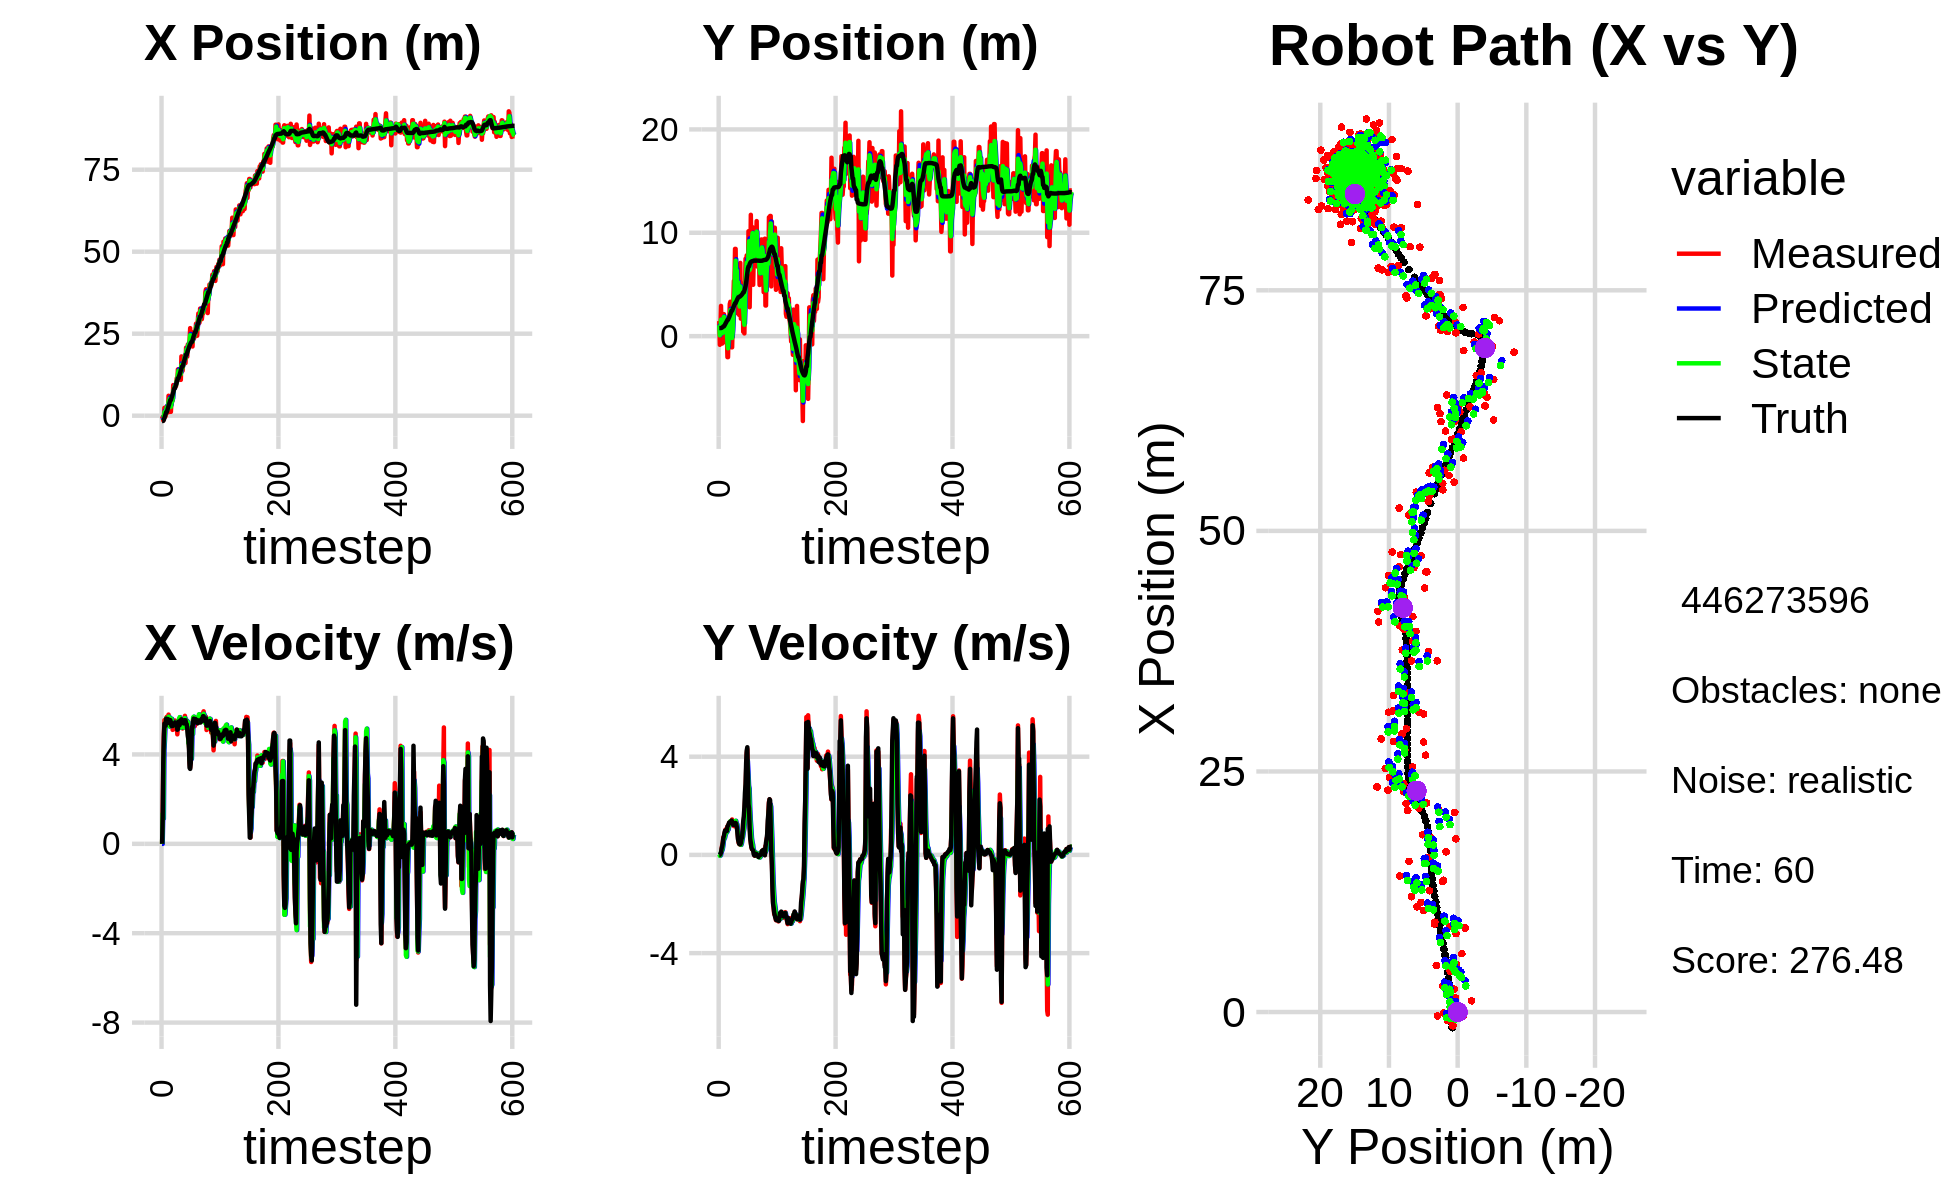 X Position (m)
75
50
25
0
0
200
400
600
timestep
Y Position (m)
20
10
0
0
200
400
600
timestep
X Velocity (m/s)
4
0
-4
-8
0
200
400
600
timestep
Y Velocity (m/s)
4
0
-4
0
200
400
600
timestep
Robot Path (X vs Y)
X Position (m)
75
50
25
0
20 10 0 -10 -20
Y Position (m)
variable
Measured
Predicted
State
Truth
446273596
Obstacles: none
Noise: realistic
Time: 60
Score: 276.48